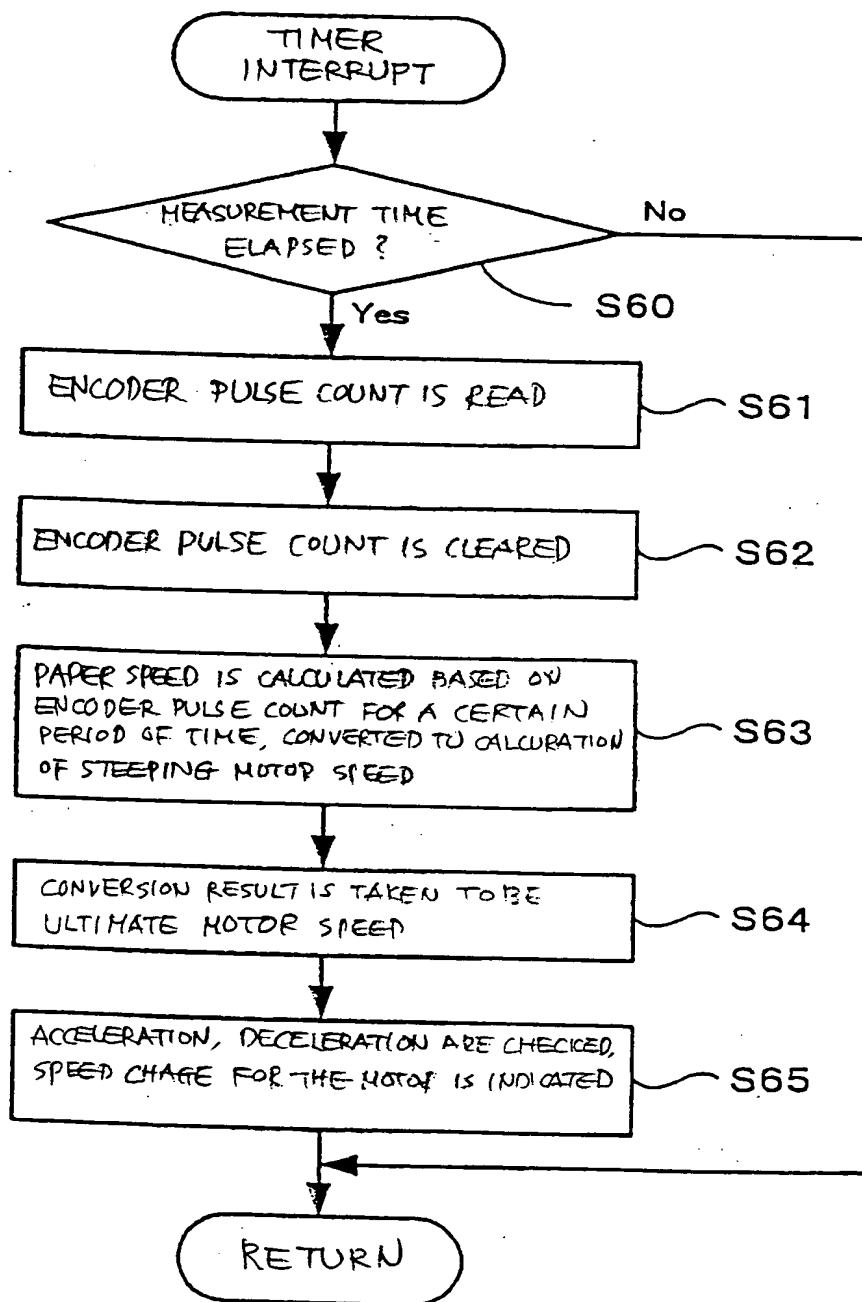 TIMER
INTERRUPT
MEASUREMENT TIME
ELAPSED ?
No
S60
Yes
ENCODER PULSE COUNT IS READ
S61
ENCODER PULSE COUNT IS CLEARED
S62
PAPER SPEED IS CALCULATED BASED ON
ENCODER PULSE COUNT FOR A CERTAIN
PERIOD OF TIME, CONVERTED TO CALCURATION
OF STEEPING MOTOR SPEED
S63
CONVERSION RESULT IS TAKEN TO BE
ULTIMATE MOTOR SPEED
S64
ACCELERATION, DECELERATION ARE CHECKED,
SPEED CHAGE FOR THE MOTOR IS INDICATED
S65
RETURN